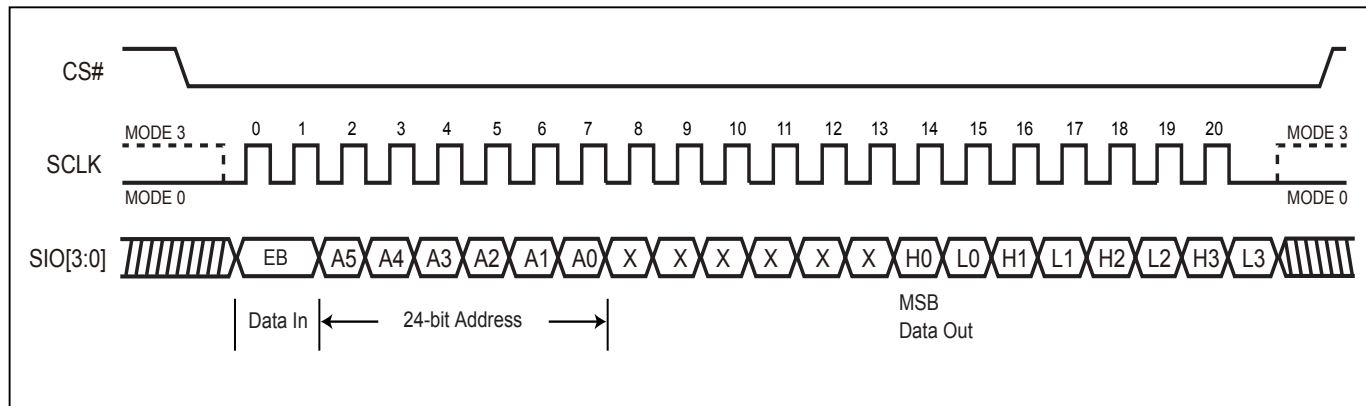 CS#
MODE 3
0 1 2 3 4 5 6 7 8 9 10 11 12 13 14 15 16 17 18 19 20
MODE 3
SCLK
MODE 0
MODE 0
SIO[3:0]
EB A5 A4 A3 A2 A1 A0 X X X X X X H0 L0 H1 L1 H2 L2 H3 L3
Data In
24-bit Address
MSB
Data Out